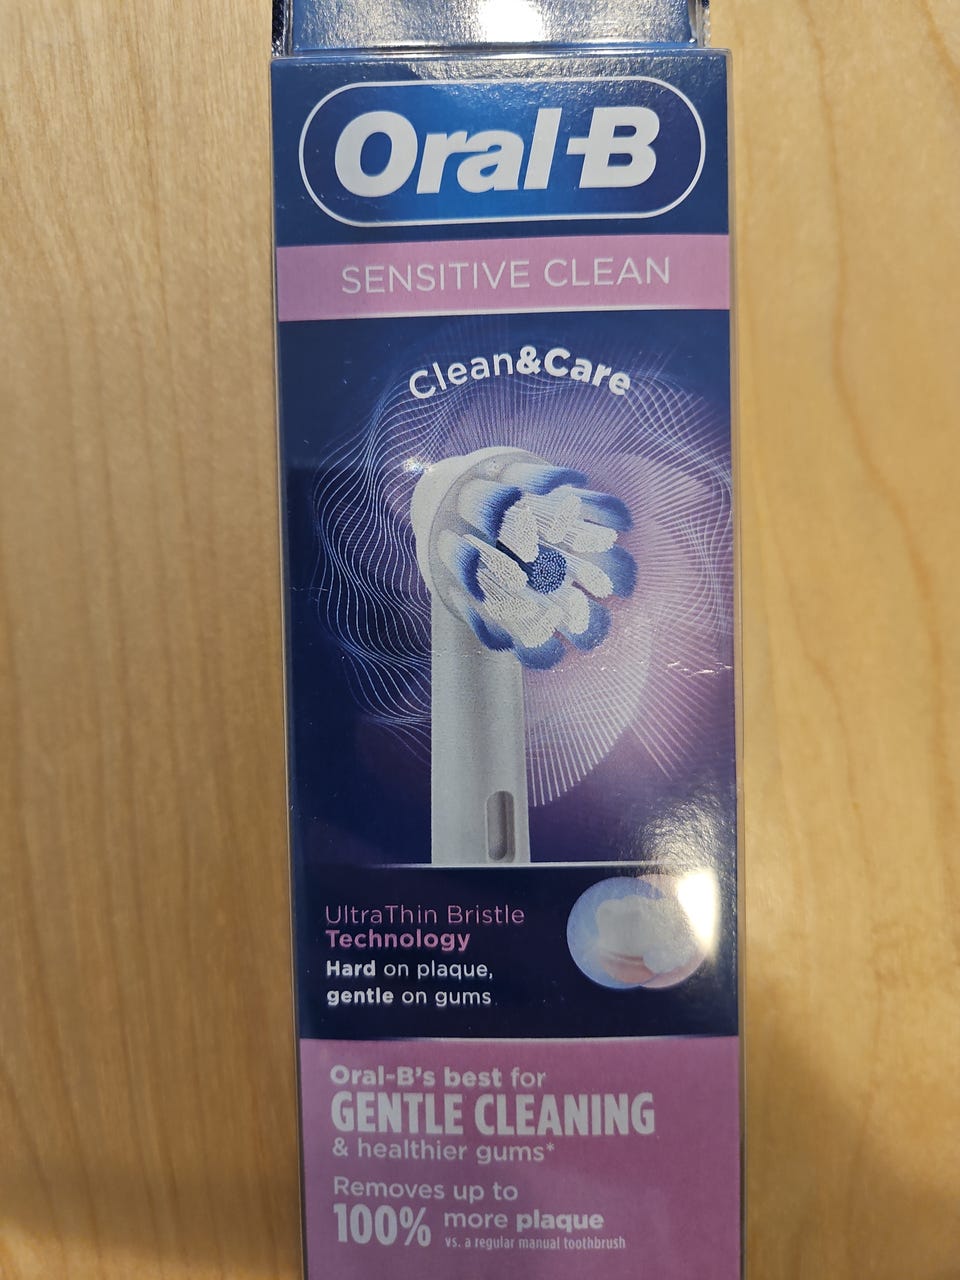 Oral-B
SENSITIVE CLEAN
Clean&Care
UltraThin Bristle
Technology
Hard on plaque,
gentle on gums
Oral-B's best for
GENTLE CLEANING
& healthier gums*
Removes up to
100% more plaque
vs. a regular manual toothbrush